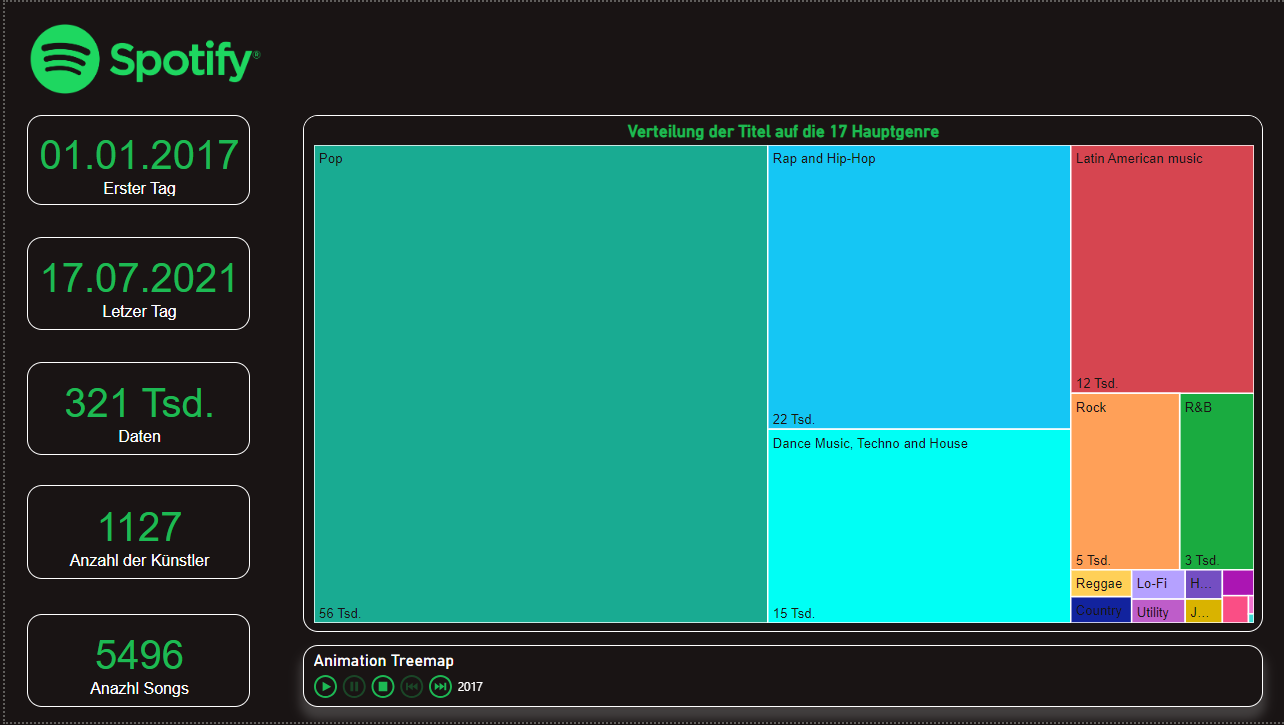 Spotify®
01.01.2017
Erster Tag
17.07.2021
Letzer Tag
321 Tsd.
Daten
1127
Anzahl der Künstler
5496
Anazhl Songs
Verteilung der Titel auf die 17 Hauptgenre
Pop
56 Tsd.
Rap and Hip-Hop
22 Tsd.
Dance Music, Techno and House
15 Tsd.
Latin American music
12 Tsd.
Rock
5 Tsd.
R&B
3 Tsd.
Reggae
Lo-Fi
H...
Country
Utility
J...
Animation Treemap
2017